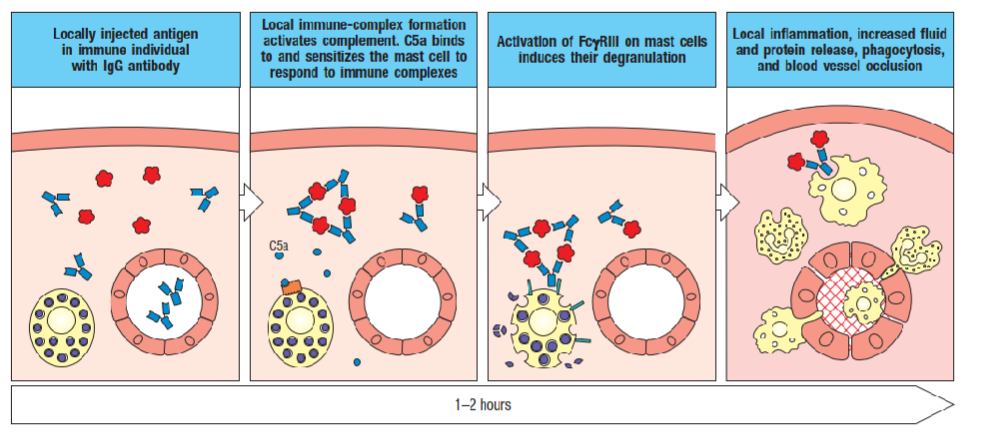 Locally injected antigen
in immune individual
with IgG antibody
Local immune-complex formation
activates complement. C5a binds
to and sensitizes the mast cell to
respond to immune complexes
Activation of FcγRIII on mast cells
induces their degranulation
Local inflammation, increased fluid
and protein release, phagocytosis,
and blood vessel occlusion
C5a
1–2 hours